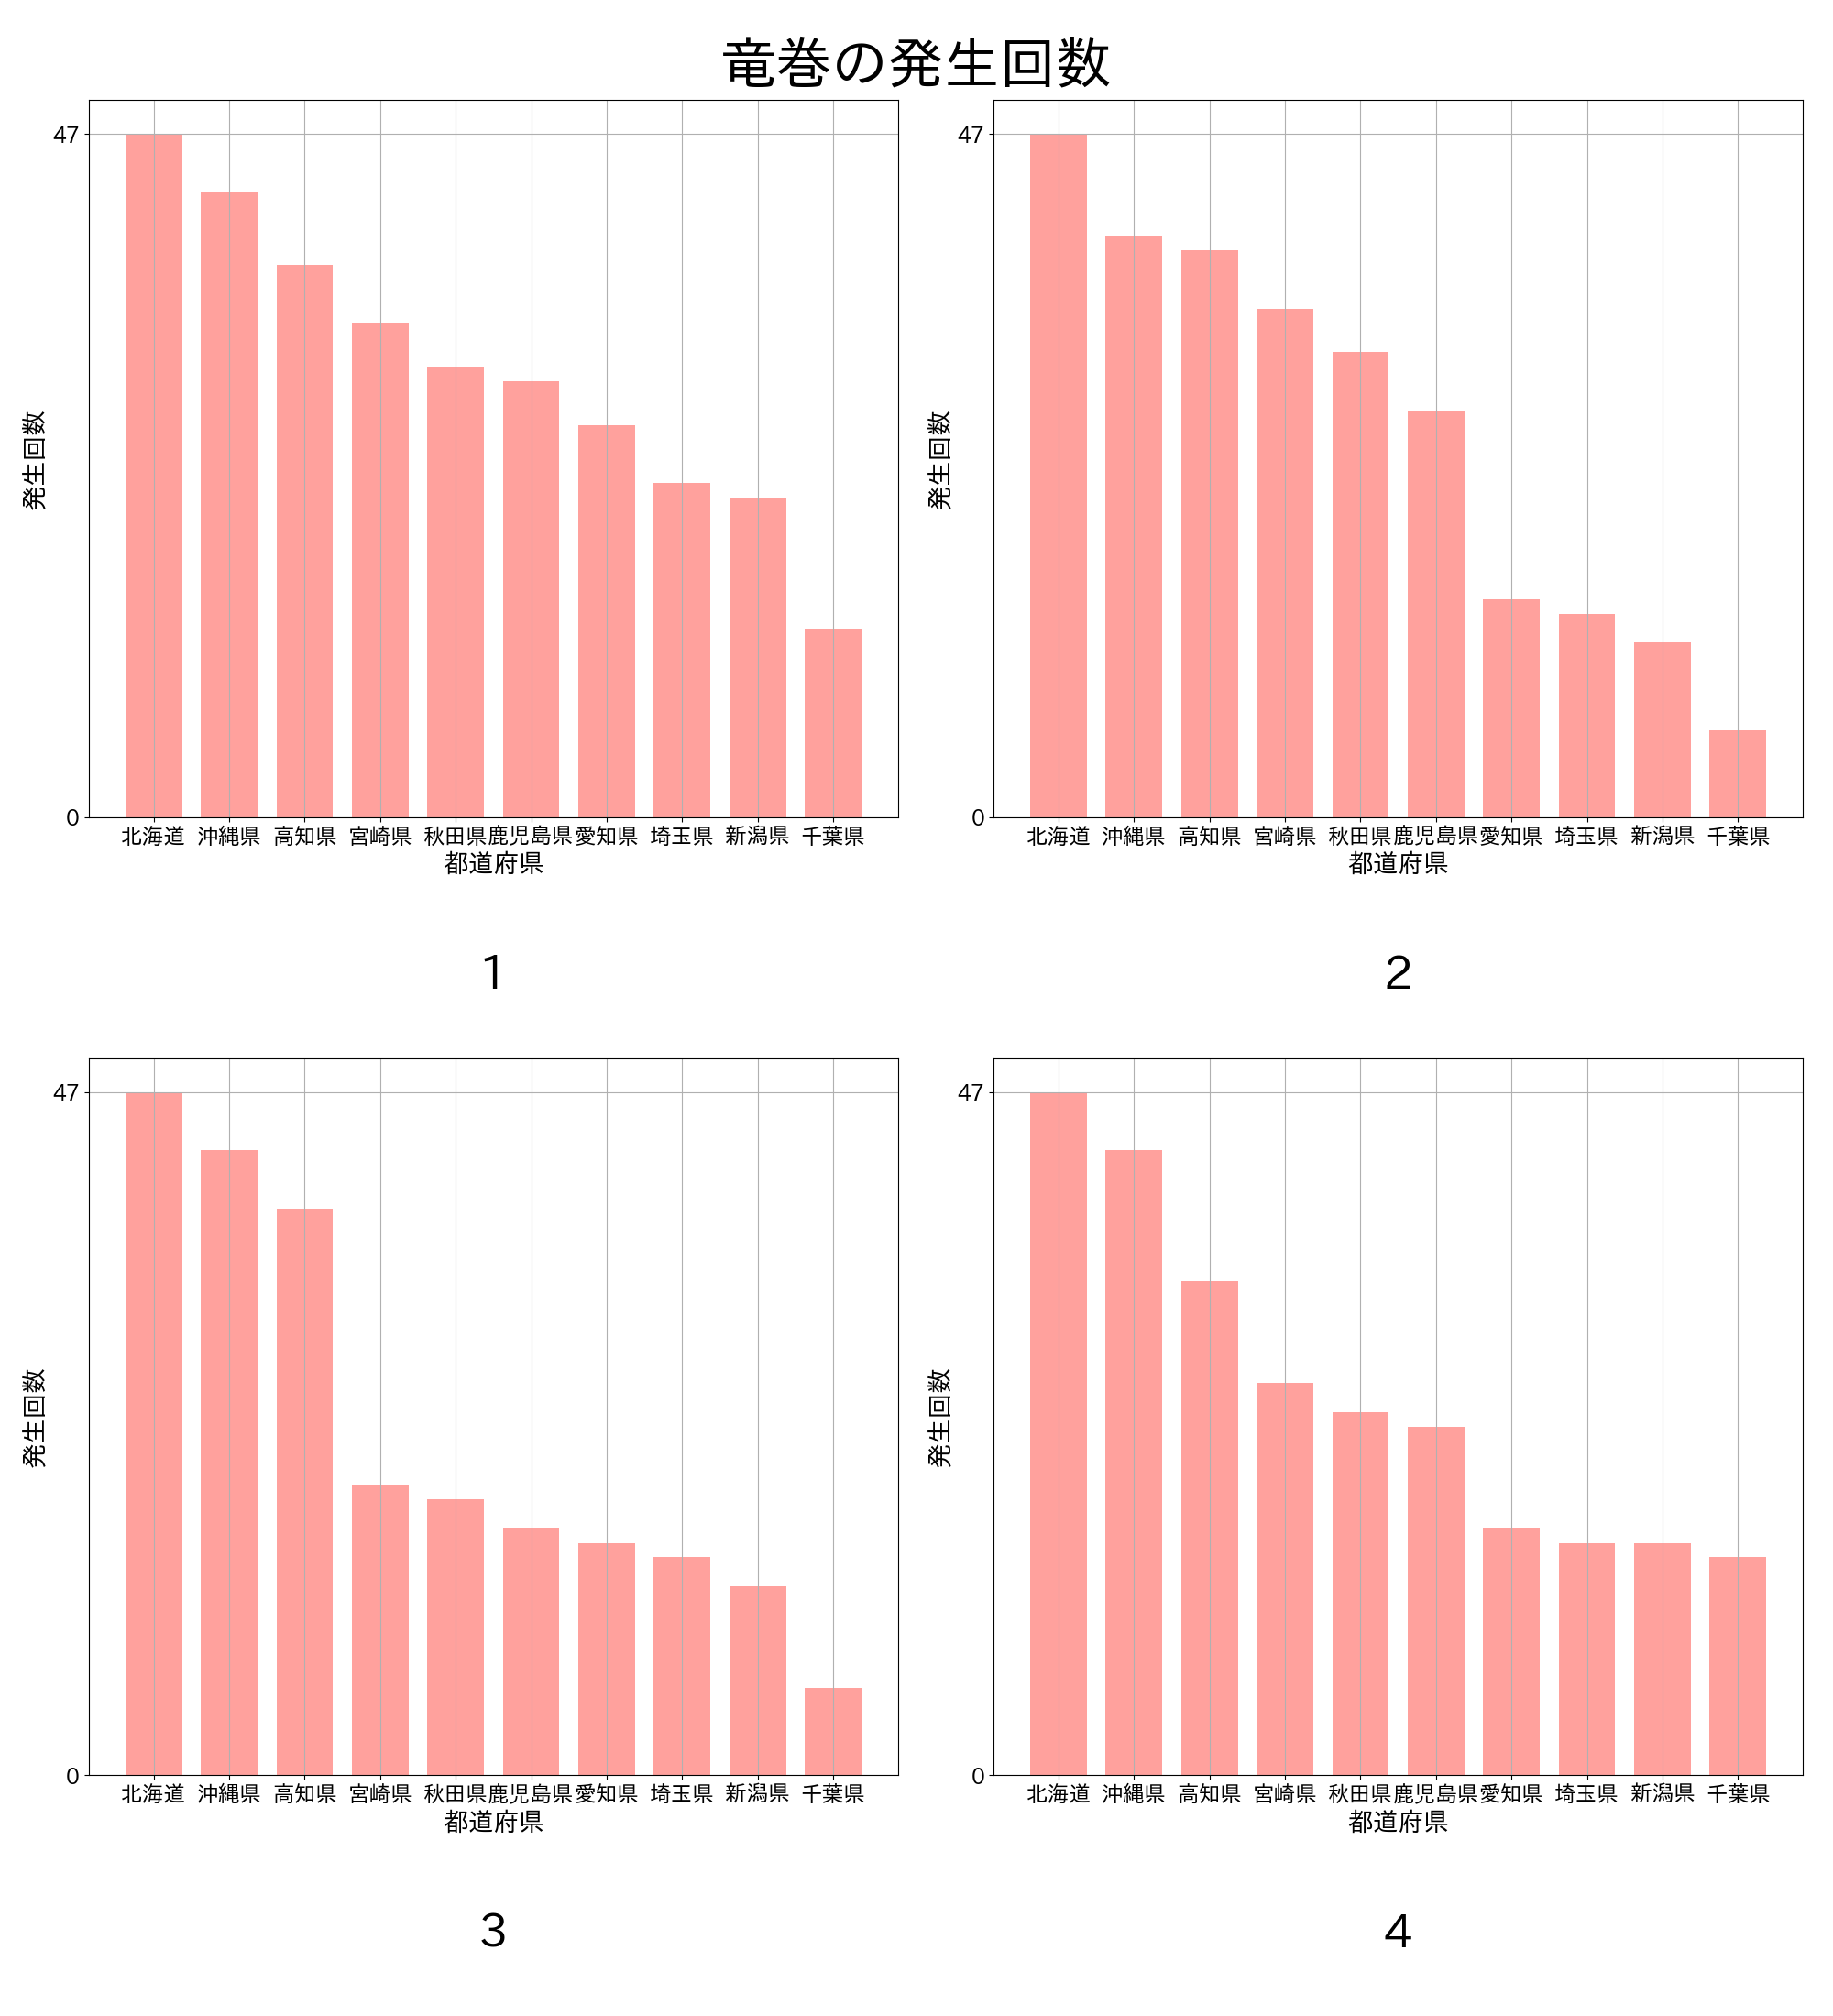 竜巻の発生回数
47
0
発生回数
北海道 沖縄県 高知県 宮崎県 秋田県 鹿児島県 愛知県 埼玉県 新潟県 千葉県
都道府県
1
47
0
発生回数
北海道 沖縄県 高知県 宮崎県 秋田県 鹿児島県 愛知県 埼玉県 新潟県 千葉県
都道府県
2
47
0
発生回数
北海道 沖縄県 高知県 宮崎県 秋田県 鹿児島県 愛知県 埼玉県 新潟県 千葉県
都道府県
3
47
0
発生回数
北海道 沖縄県 高知県 宮崎県 秋田県 鹿児島県 愛知県 埼玉県 新潟県 千葉県
都道府県
4